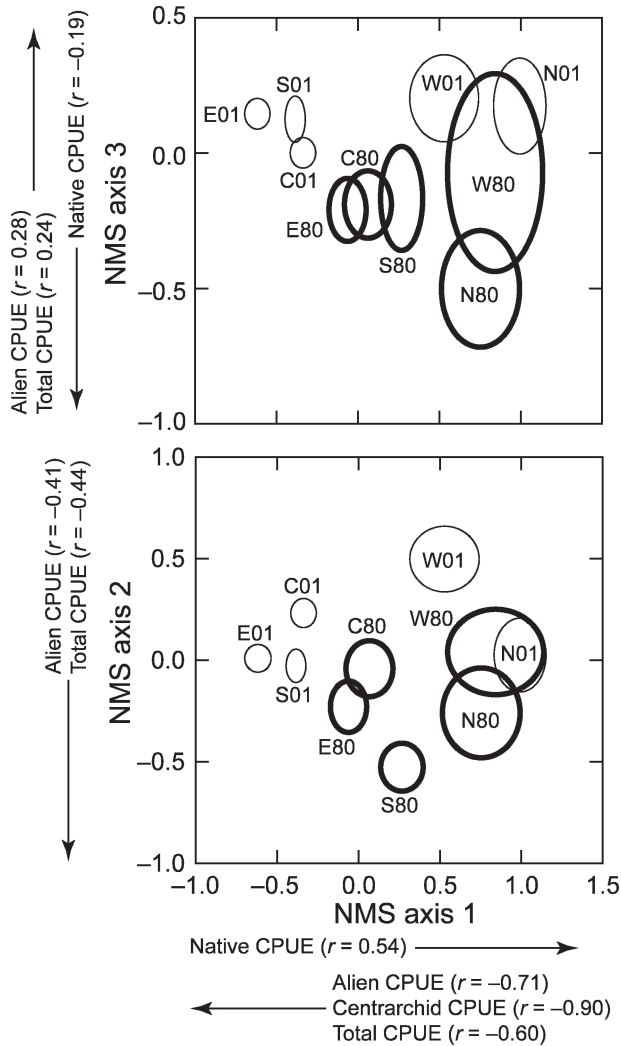 Alien CPUE (r = 0.28)
Total CPUE (r = 0.24)
Native CPUE (r = –0.19)
NMS axis 3
0.5
0.0
–0.5
–1.0
S01
E01
C01
W01
N01
C80
W80
E80
S80
N80
Alien CPUE (r = –0.41)
Total CPUE (r = –0.44)
NMS axis 2
1.0
0.5
0.0
–0.5
–1.0
W01
C01
W80
E01
C80
N01
S01
N80
E80
S80
–1.0 –0.5 0.0 0.5 1.0 1.5
NMS axis 1
Native CPUE (r = 0.54)
Alien CPUE (r = –0.71)
Centrarchid CPUE (r = –0.90)
Total CPUE (r = –0.60)